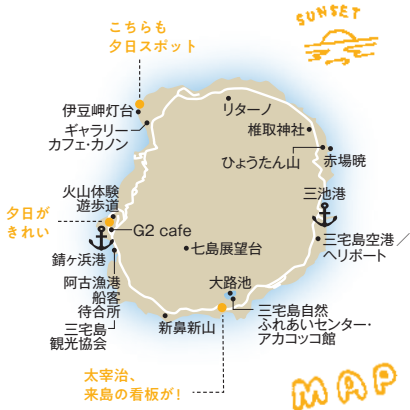 SUNSET
こちらも
夕日スポット
伊豆岬灯台
ギャラリー
カフェ・カノン
リターノ
椎取神社
ひょうたん山
赤場暁
火山体験
遊歩道
三池港
夕日が
きれい
G2 cafe
七島展望台
三宅島空港／
ヘリポート
錆ヶ浜港
阿古漁港
船客
待合所
三宅島
観光協会
大路池
新鼻新山
三宅島自然
ふれあいセンター・
アカコッコ館
太宰治、
来島の看板が！
MAP